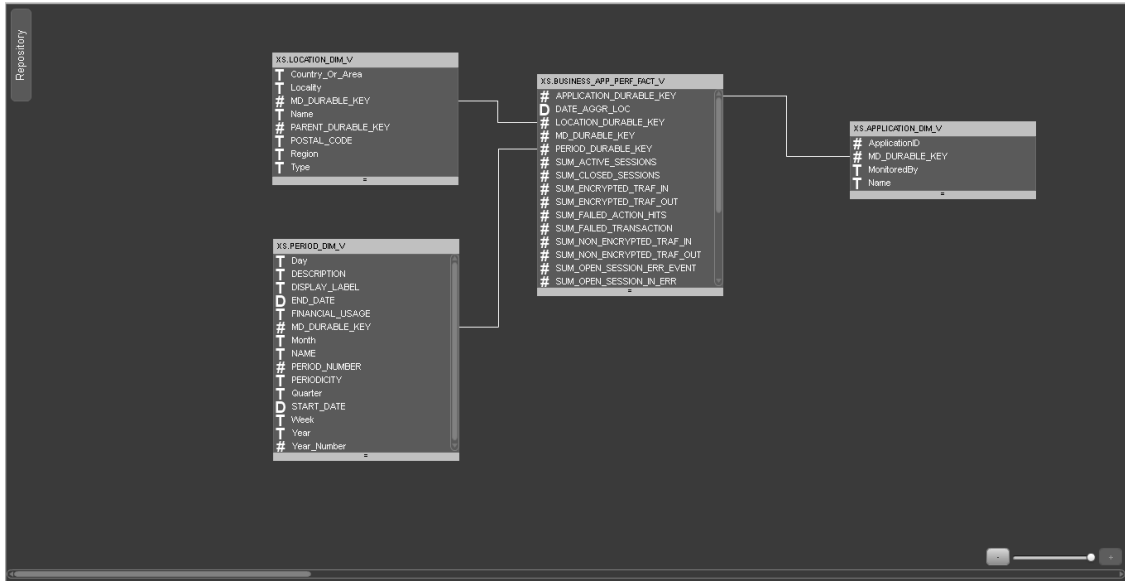 Repository
XS.LOCATION_DIM_V
T Country_Or_Area
T Locality
# MD_DURABLE_KEY
T Name
# PARENT_DURABLE_KEY
T POSTAL_CODE
T Region
T Type
=
XS.PERIOD_DIM_V
T Day
T DESCRIPTION
T DISPLAY_LABEL
D END_DATE
T FINANCIAL_USAGE
# MD_DURABLE_KEY
T Month
T NAME
# PERIOD_NUMBER
T PERIODICITY
T Quarter
D START_DATE
T Week
T Year
# Year_Number
=
XS.BUSINESS_APP_PERF_FACT_V
# APPLICATION_DURABLE_KEY
D DATE_AGGR_LOC
# LOCATION_DURABLE_KEY
# MD_DURABLE_KEY
# PERIOD_DURABLE_KEY
# SUM_ACTIVE_SESSIONS
# SUM_CLOSED_SESSIONS
# SUM_ENCRYPTED_TRAF_IN
# SUM_ENCRYPTED_TRAF_OUT
# SUM_FAILED_ACTION_HITS
# SUM_FAILED_TRANSACTION
# SUM_NON_ENCRYPTED_TRAF_IN
# SUM_NON_ENCRYPTED_TRAF_OUT
# SUM_OPEN_SESSION_ERR_EVENT
# SUM_OPEN_SESSION_IN_ERR
=
XS.APPLICATION_DIM_V
# ApplicationID
# MD_DURABLE_KEY
T MonitoredBy
T Name
=
- +